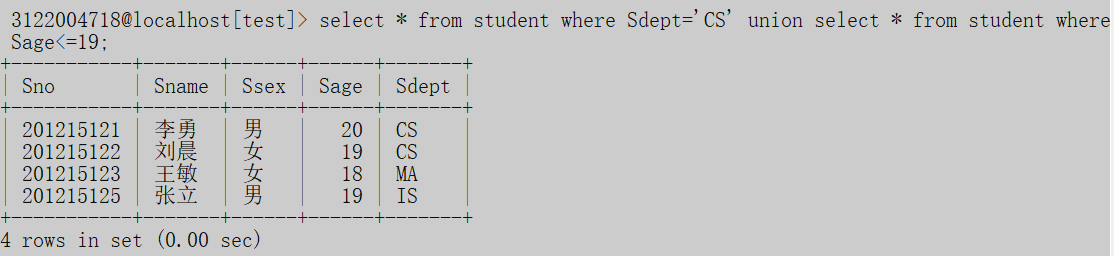 3122004718@localhost[test]> select * from student where Sdept='CS' union select * from student where
Sage<=19;
+-----------+-------+------+------+-------+
| Sno       | Sname | Ssex | Sage | Sdept |
+-----------+-------+------+------+-------+
| 201215121 | 李勇  | 男   |   20 | CS    |
| 201215122 | 刘晨  | 女   |   19 | CS    |
| 201215123 | 王敏  | 女   |   18 | MA    |
| 201215125 | 张立  | 男   |   19 | IS    |
+-----------+-------+------+------+-------+
4 rows in set (0.00 sec)